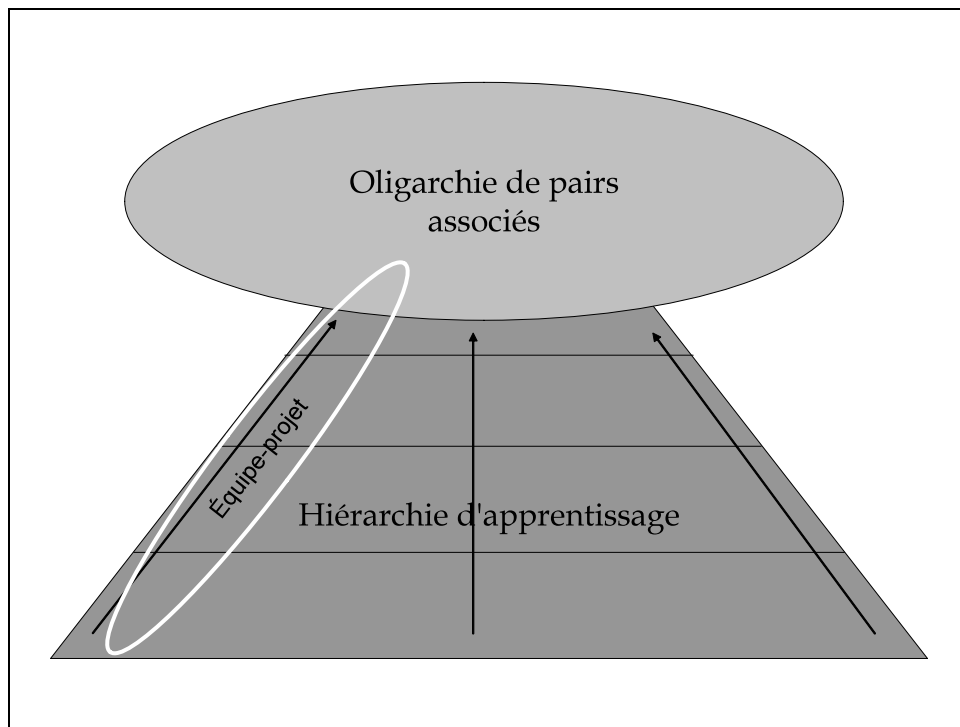 Oligarchie de pairs
associés
Équipe-projet
Hiérarchie d'apprentissage